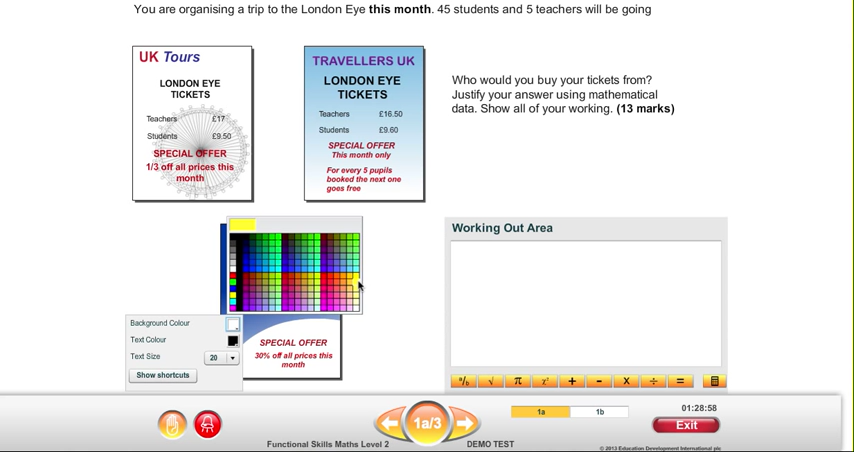 You are organising a trip to the London Eye this month. 45 students and 5 teachers will be going
UK Tours
LONDON EYE
TICKETS
Teachers £17
Students £9.50
SPECIAL OFFER
1/3 off all prices this
month
TRAVELLERS UK
LONDON EYE
TICKETS
Teachers £16.50
Students £9.60
SPECIAL OFFER
This month only
For every 5 pupils
booked the next one
goes free
Who would you buy your tickets from?
Justify your answer using mathematical
data. Show all of your working. (13 marks)
SPECIAL OFFER
30% off all prices this
month
Background Colour
Text Colour
Text Size 20
Show shortcuts
Working Out Area
a/b √ π x² + - x ÷ =
1a/3
1a 1b
01:28:58
Exit
Functional Skills Maths Level 2 DEMO TEST
© 2013 Education Development International plc